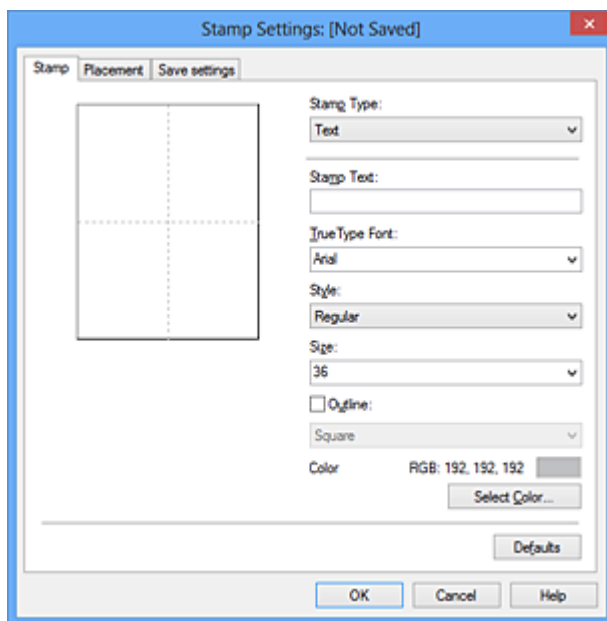 Stamp Settings: [Not Saved]
Stamp Placement Save settings
Stamp Type:
Text
Stamp Text:
TrueType Font:
Arial
Style:
Regular
Size:
36
Outline:
Square
Color RGB: 192, 192, 192
Select Color...
Defaults
OK Cancel Help